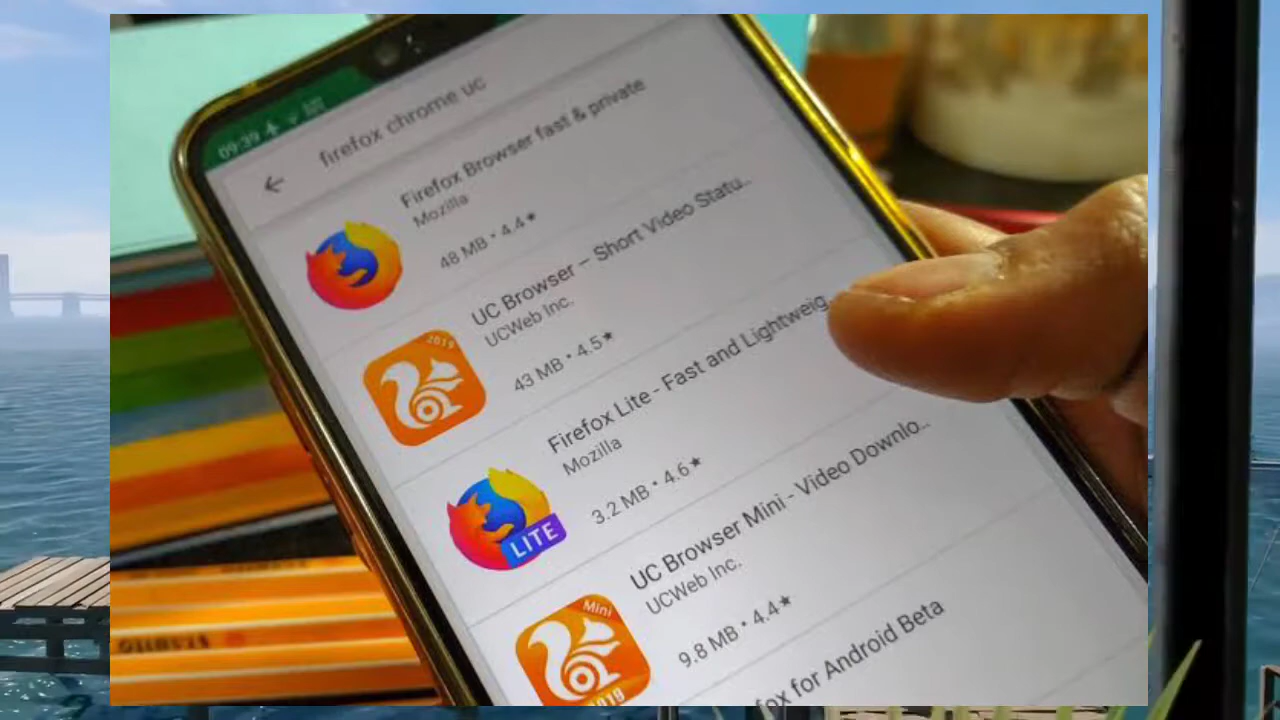 09:39
firefox chrome uc
Firefox Browser fast & private
Mozilla
48 MB • 4.4★
2019
UC Browser – Short Video Statu..
UCWeb Inc.
43 MB • 4.5★
Firefox Lite - Fast and Lightweig..
Mozilla
3.2 MB • 4.6★
LITE
UC Browser Mini - Video Downlo..
UCWeb Inc.
9.8 MB • 4.4★
Mini
fox for Android Beta